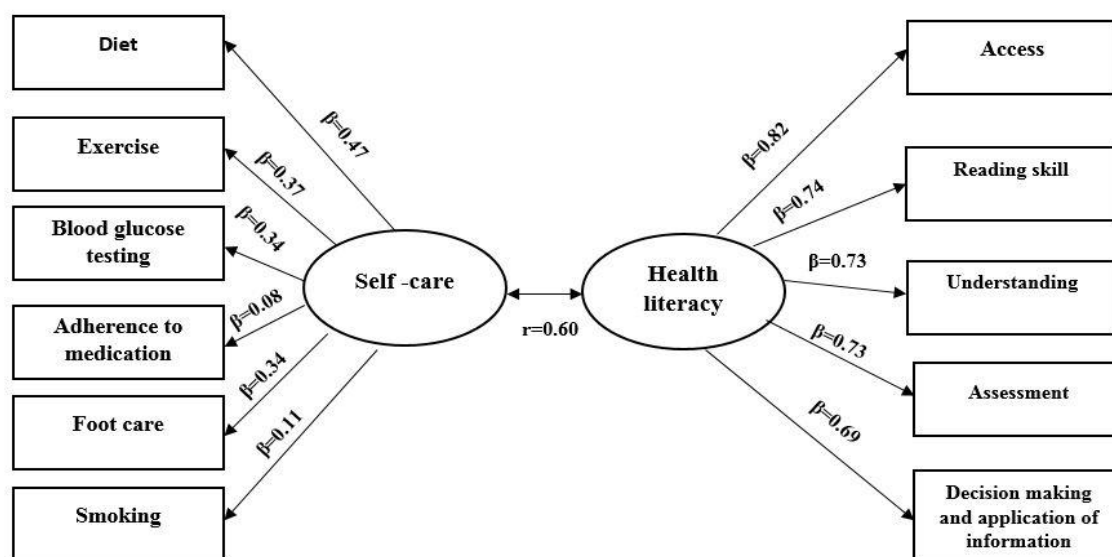 Diet
Exercise
Blood glucose
testing
Adherence to
medication
Foot care
Smoking
β=0.47
β=0.37
β=0.34
β=0.08
β=0.34
β=0.11
Self -care
r=0.60
Health
literacy
β=0.82
β=0.74
β=0.73
β=0.73
β=0.69
Access
Reading skill
Understanding
Assessment
Decision making
and application of
information